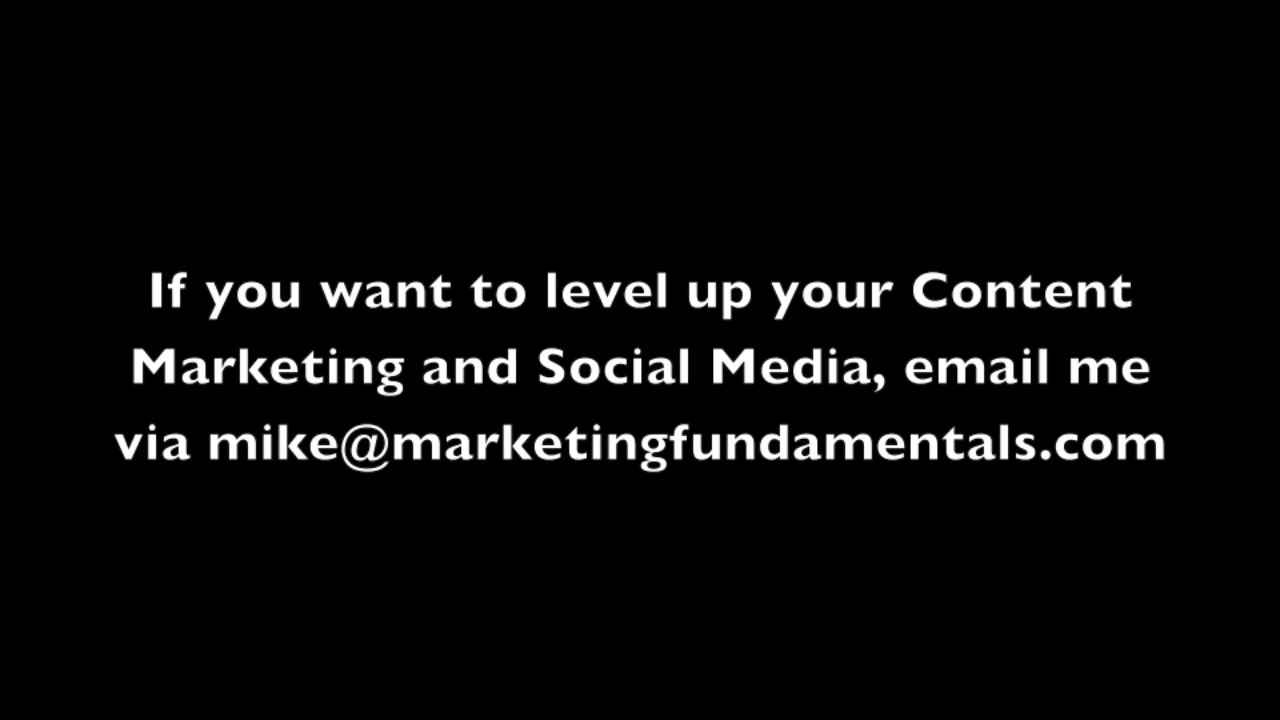 If you want to level up your Content
Marketing and Social Media, email me
via mike@marketingfundamentals.com